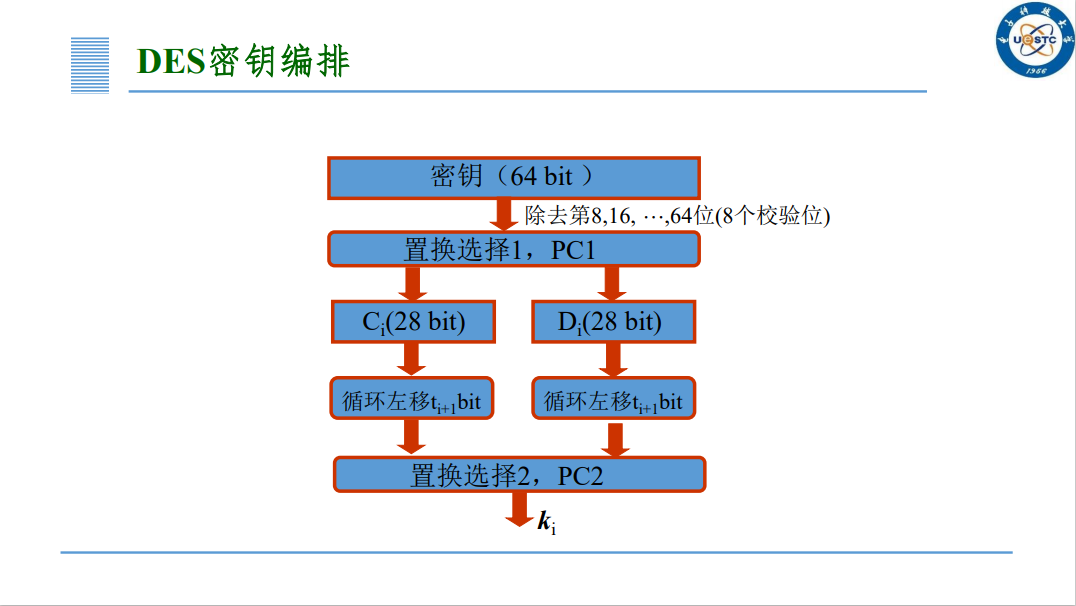 DES密钥编排
UESTC
1956
密钥（64 bit ）
除去第8,16, ⋯,64位(8个校验位)
置换选择1，PC1
Ci(28 bit)
Di(28 bit)
循环左移ti+1bit
循环左移ti+1bit
置换选择2，PC2
ki